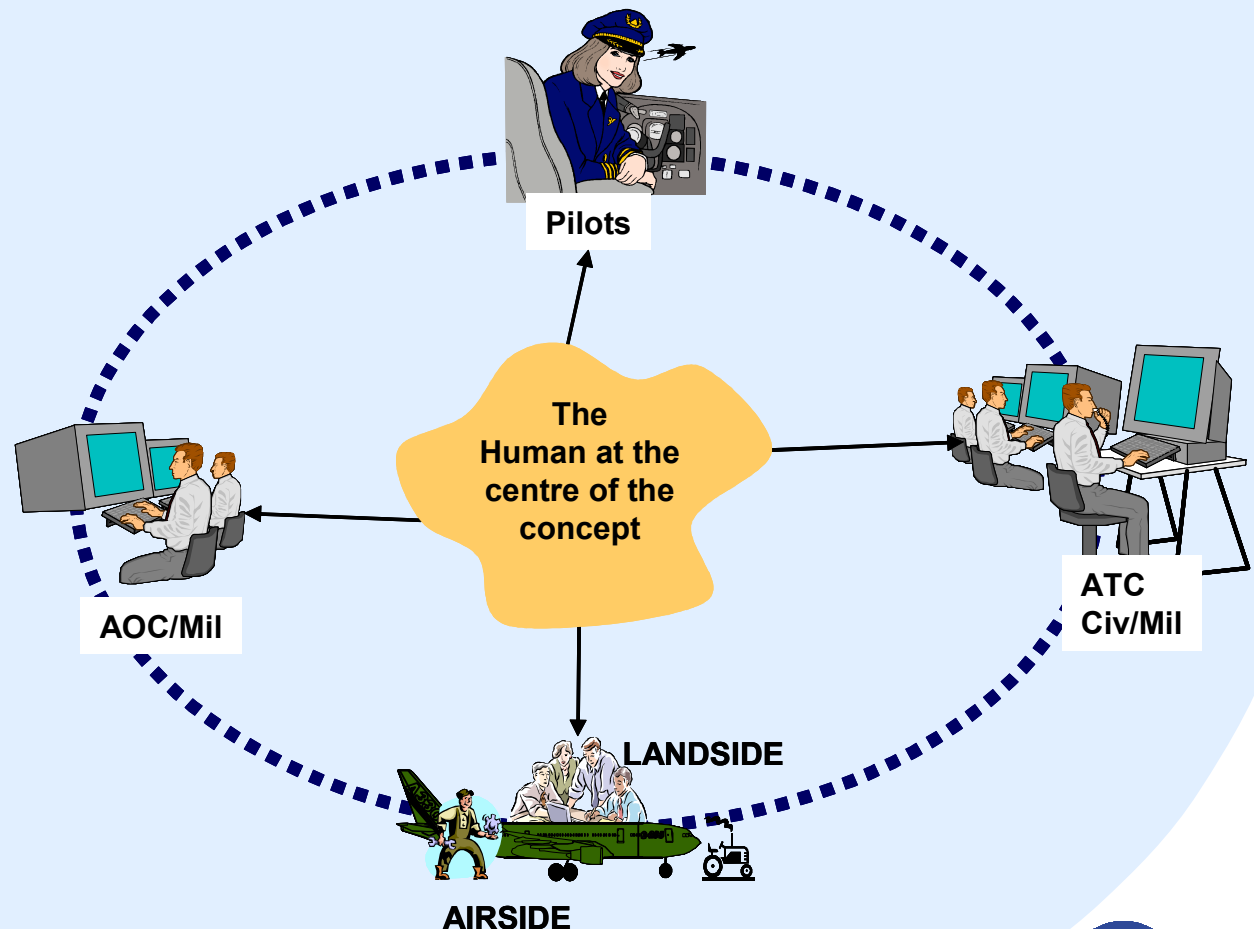 Pilots
The
Human at the
centre of the
concept
AOC/Mil
ATC
Civ/Mil
LANDSIDE
AIRSIDE